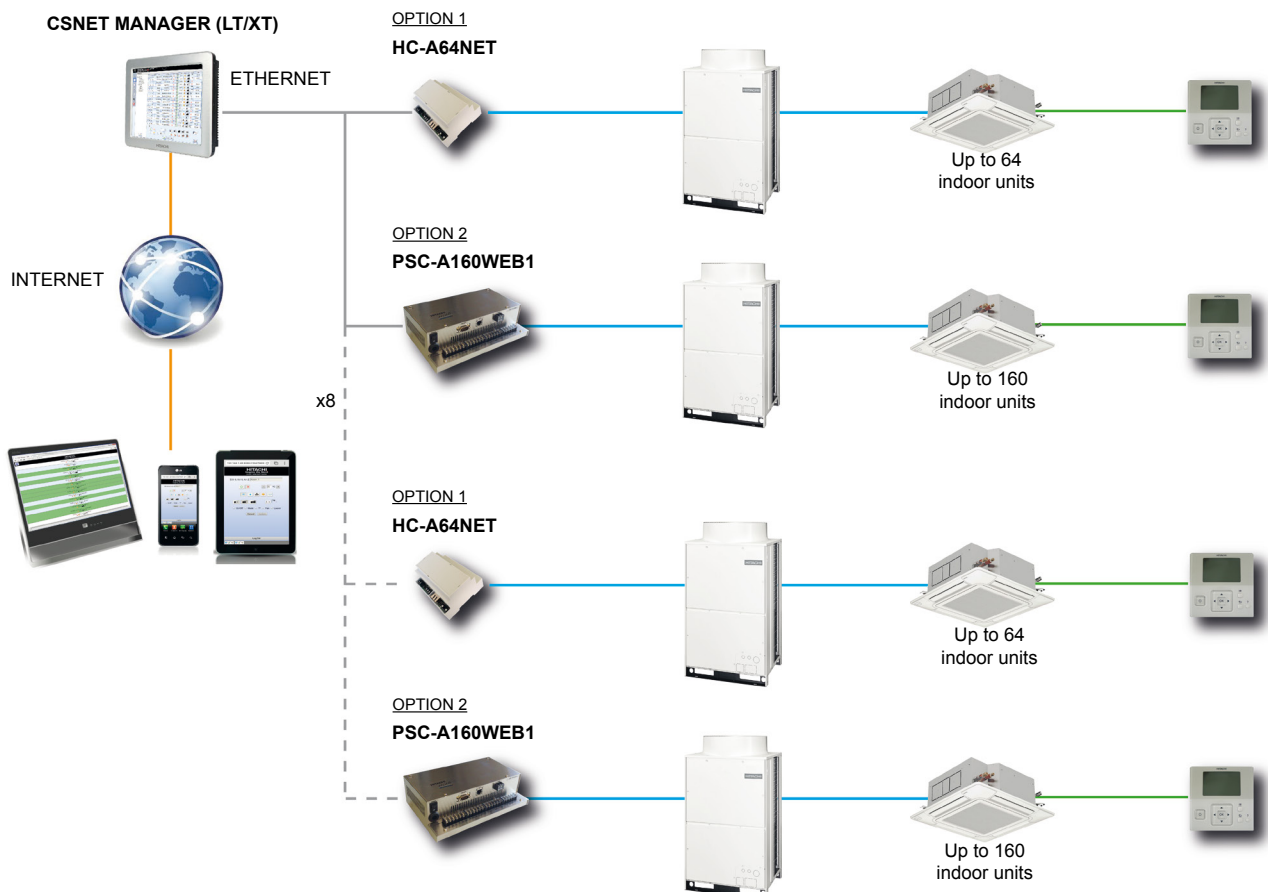 CSNET MANAGER (LT/XT)
ETHERNET
INTERNET
x8
OPTION 1
HC-A64NET
Up to 64
indoor units
OPTION 2
PSC-A160WEB1
Up to 160
indoor units
OPTION 1
HC-A64NET
Up to 64
indoor units
OPTION 2
PSC-A160WEB1
Up to 160
indoor units
HITACHI
HITACHI